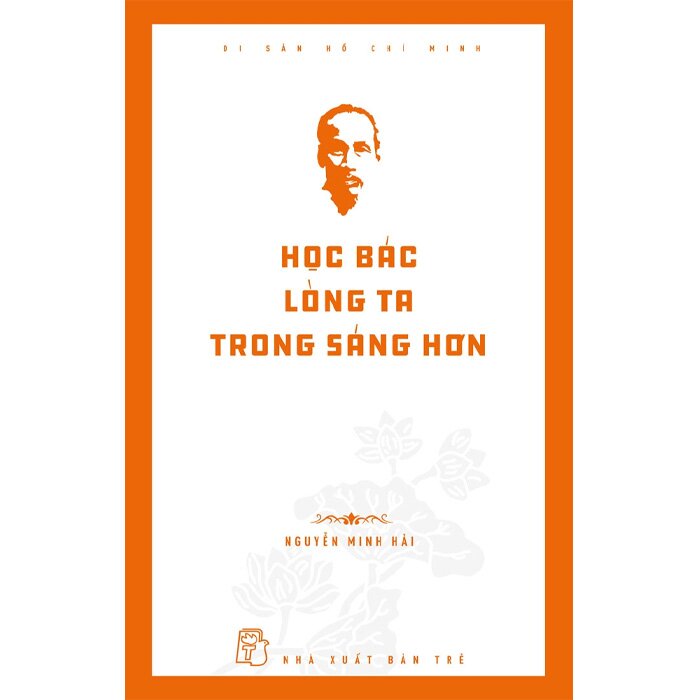 DI SẢN HỒ CHÍ MINH
HỌC BÁC
LÒNG TA
TRONG SÁNG HƠN
NGUYỄN MINH HẢI
T
NHÀ XUẤT BẢN TRẺ